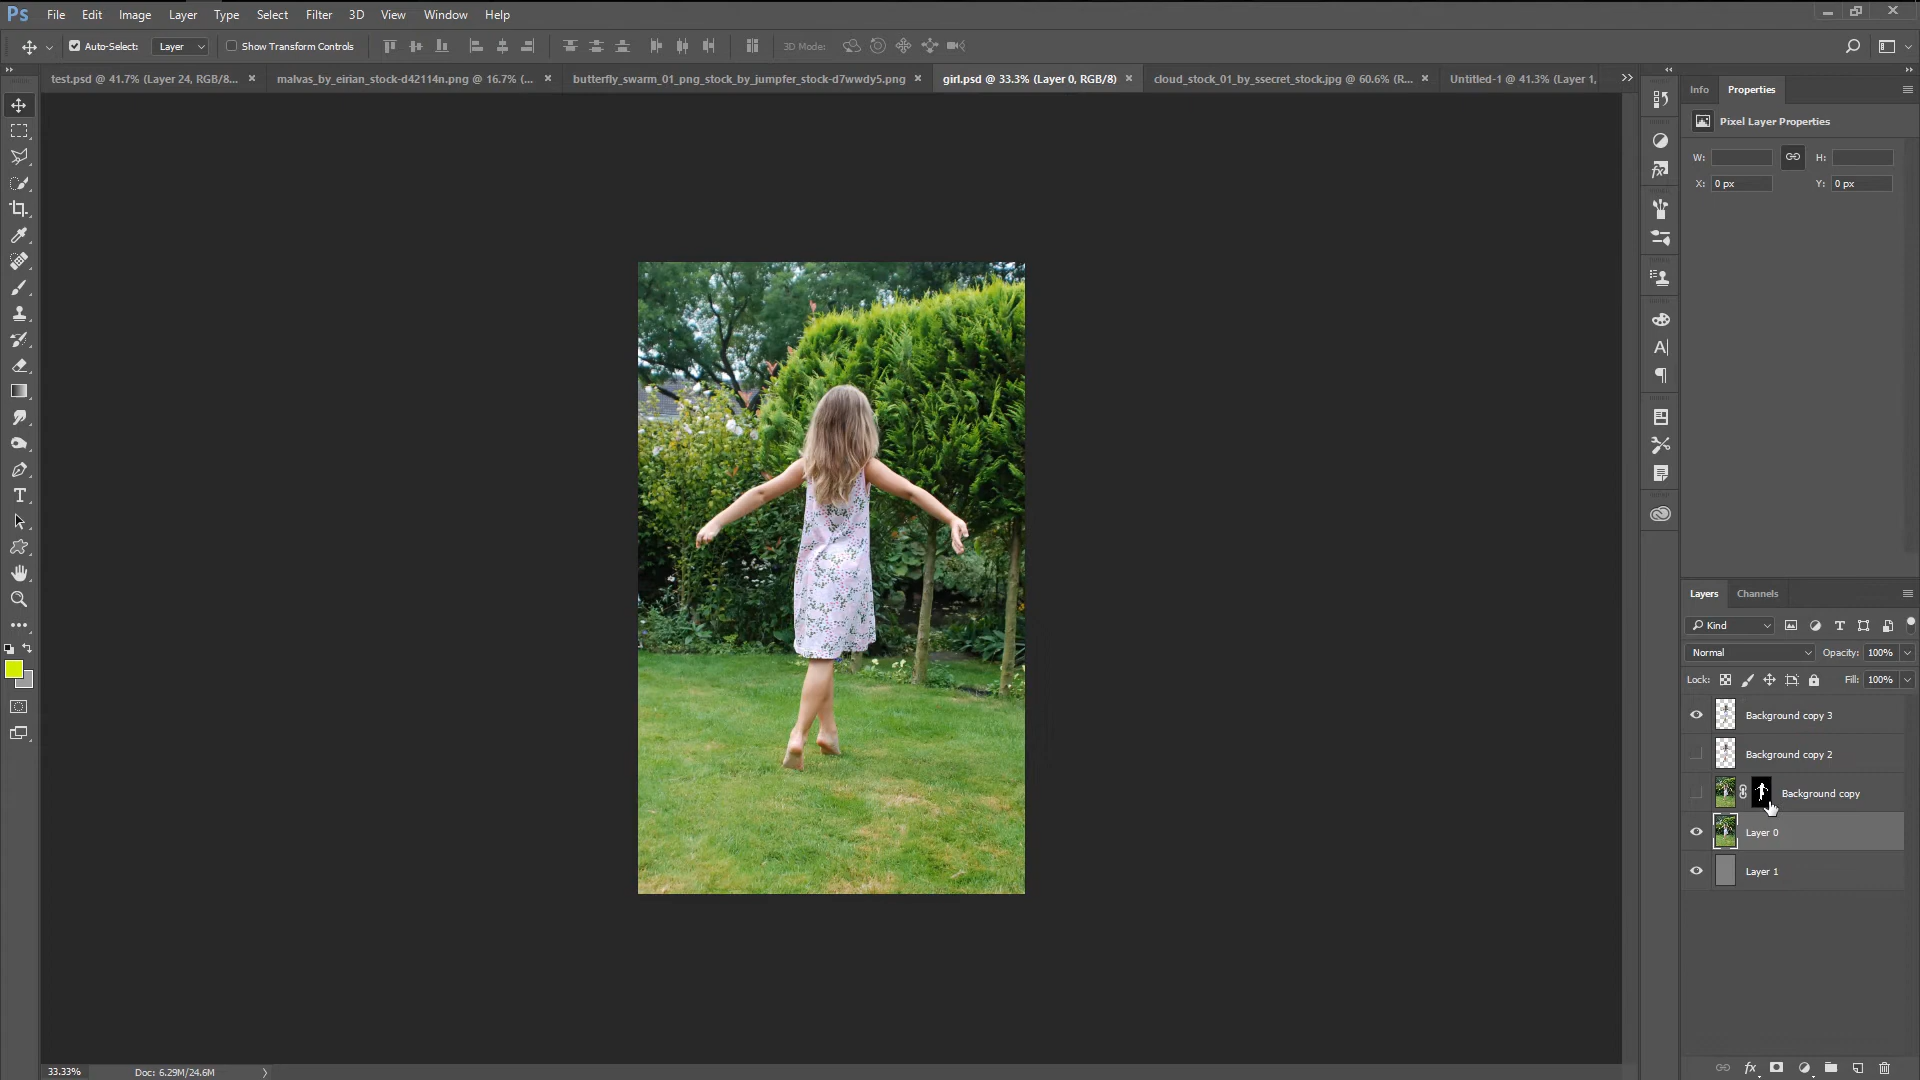 Ps File Edit Image Layer Type Select Filter 3D View Window Help
Auto-Select: Layer Show Transform Controls 3D Mode:
test.psd @ 41.7% (Layer 24, RGB/8... × malvas_by_eirian_stock-d42114n.png @ 16.7% (... × butterfly_swarm_01_png_stock_by_jumpfer_stock-d7wwdy5.png × girl.psd @ 33.3% (Layer 0, RGB/8) × cloud_stock_01_by_ssecret_stock.jpg @ 60.6% (R... × Untitled-1 @ 41.3% (Layer 1,
Info Properties
Pixel Layer Properties
W: H:
X: 0 px Y: 0 px
Layers Channels
Kind
Normal Opacity: 100%
Lock: Fill: 100%
Background copy 3
Background copy 2
Background copy
Layer 0
Layer 1
33.33% Doc: 6.29M/24.6M